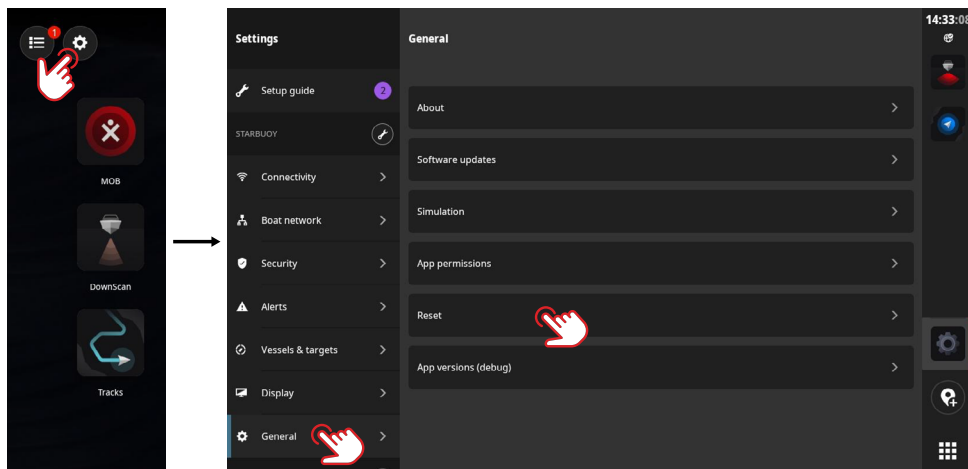 1
MOB
DownScan
Tracks
Settings
General
14:33:08
Setup guide
2
About
STARBUOY
Software updates
Connectivity
Simulation
Boat network
Security
App permissions
Alerts
Reset
Vessels & targets
App versions (debug)
Display
General